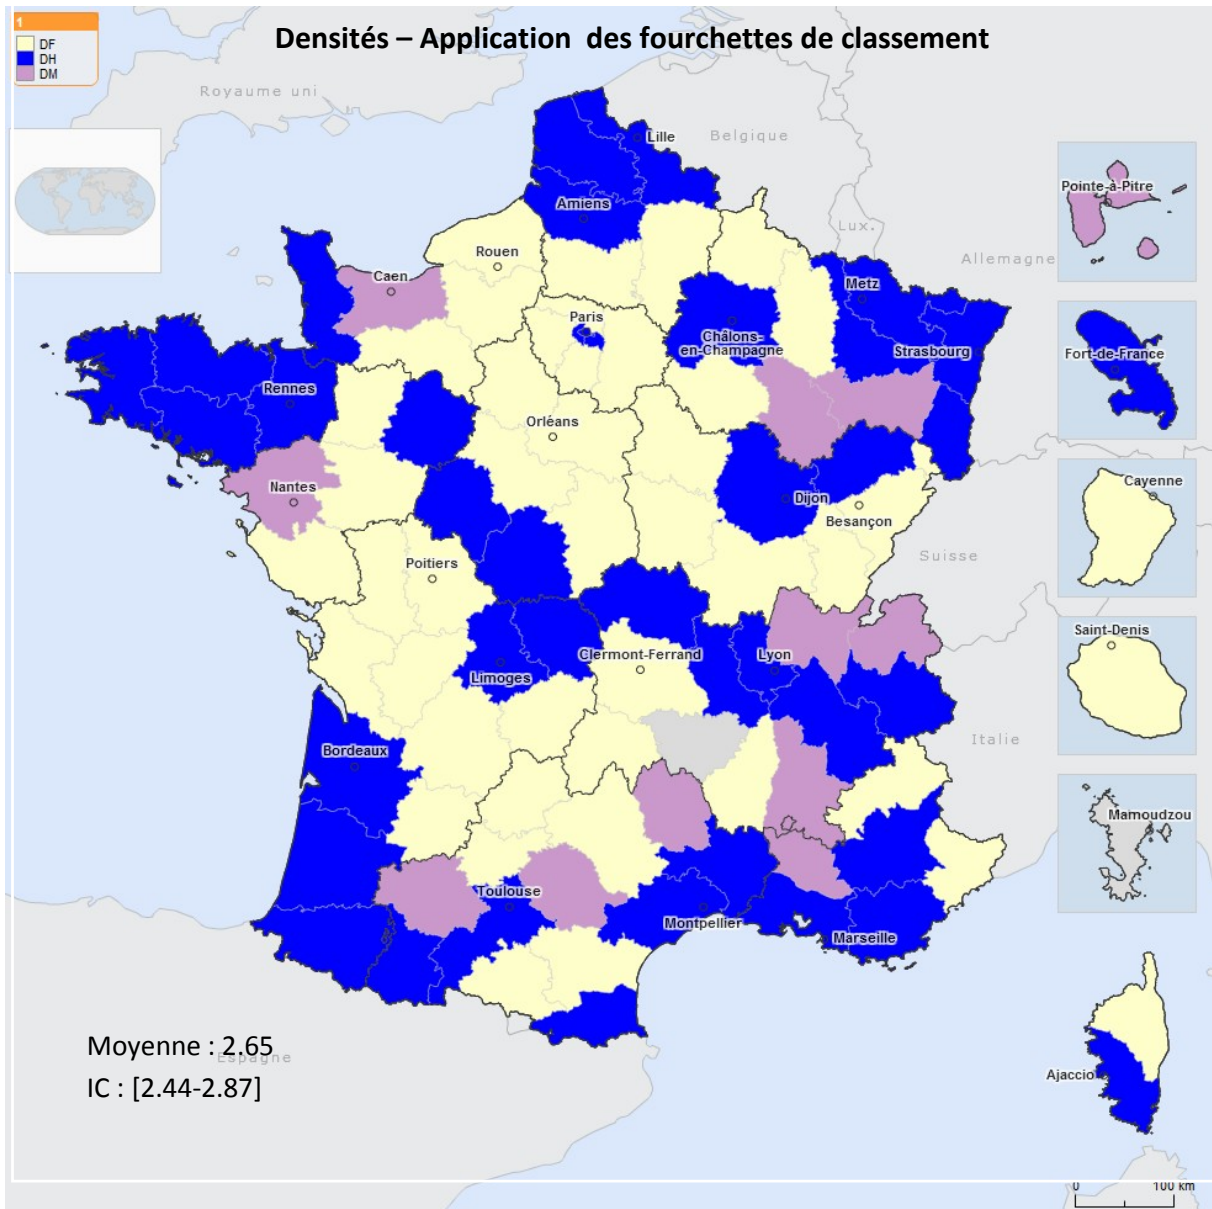 1
DF
DH
DM
Densités – Application des fourchettes de classement
Royaume uni
Belgique
Lux.
Allemagne
Suisse
Italie
Espagne
Lille
Amiens
Rouen
Caen
Paris
Metz
Châlons-
en-Champagne
Strasbourg
Rennes
Orléans
Nantes
Dijon
Besançon
Poitiers
Limoges
Clermont-Ferrand
Lyon
Bordeaux
Toulouse
Montpellier
Marseille
Ajaccio
Pointe-à-Pitre
Fort-de-France
Cayenne
Saint-Denis
Mamoudzou
Moyenne : 2.65
IC : [2.44-2.87]
0 100 km